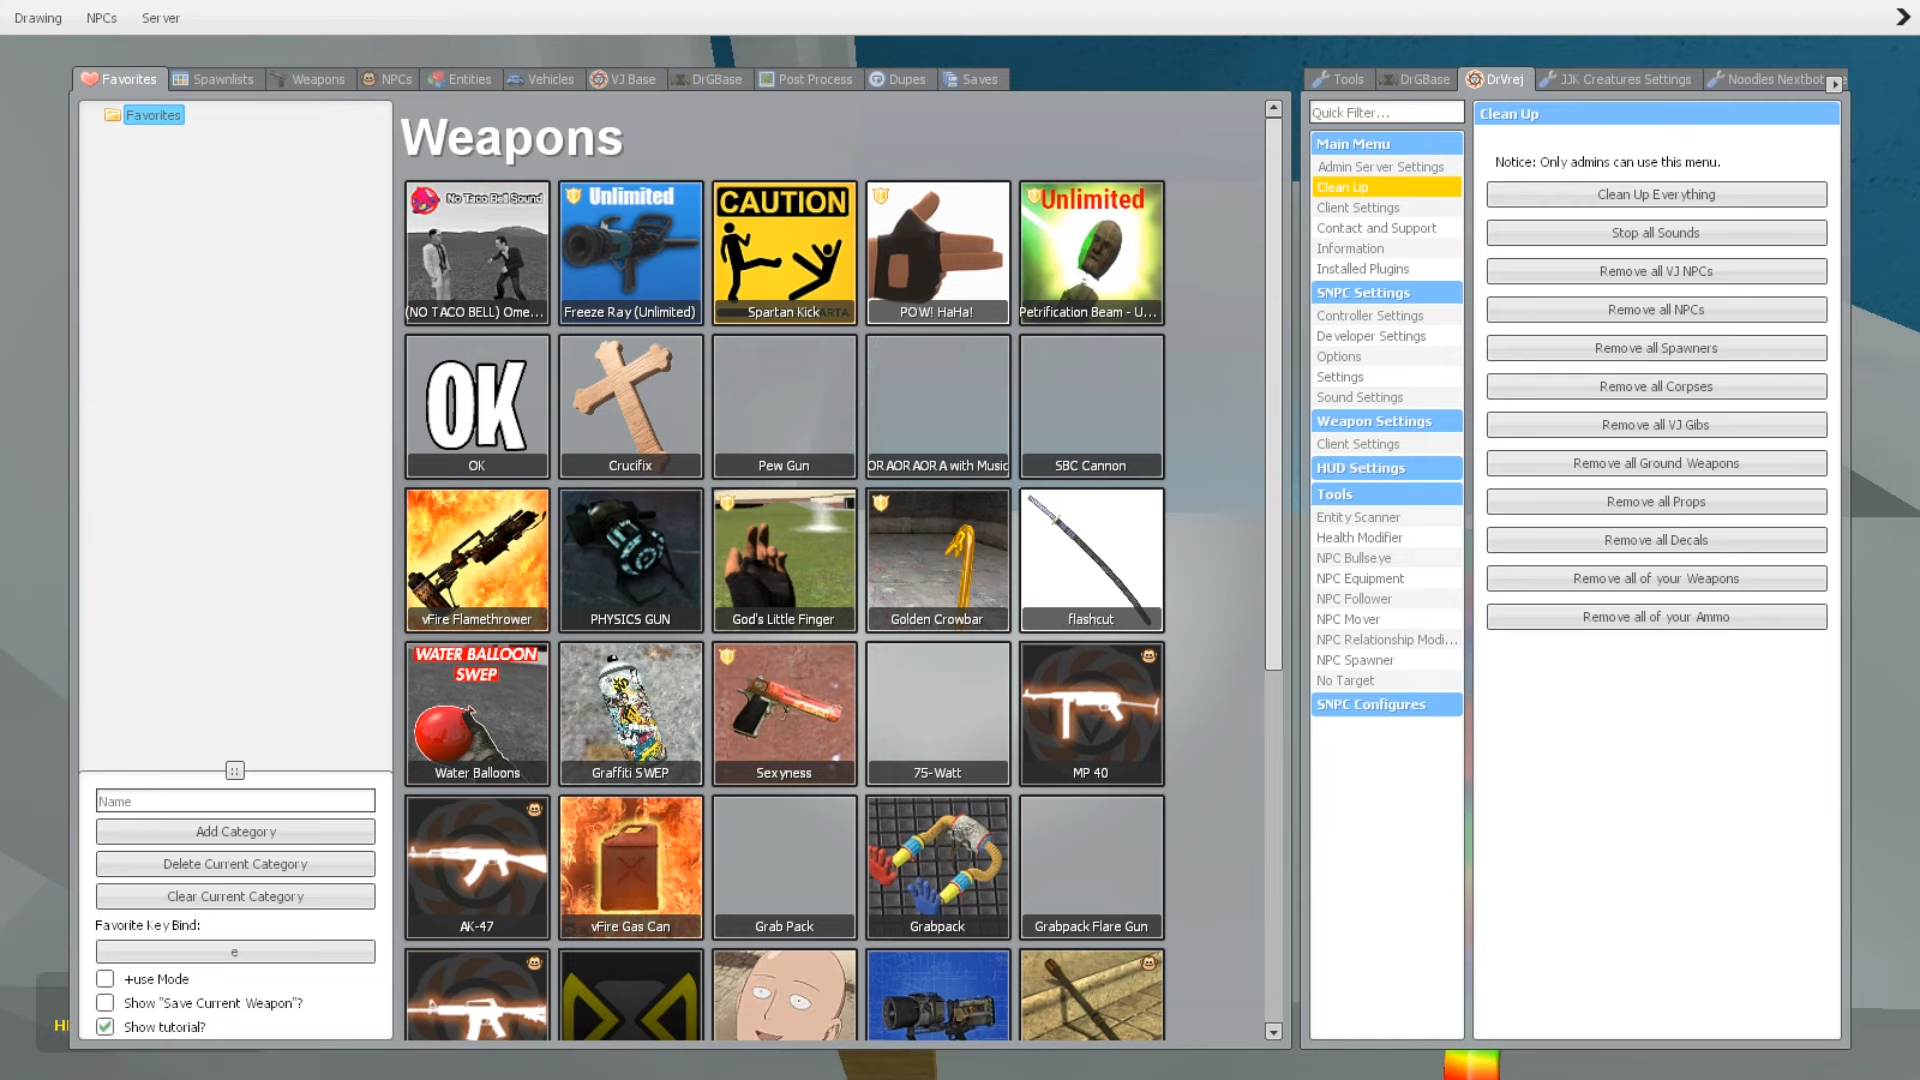 Drawing NPCs Server
Favorites Spawnlists Weapons NPCs Entities Vehicles VJ Base DrGBase Post Process Dupes Saves
Favorites
Name
Add Category
Delete Current Category
Clear Current Category
Favorite Key Bind:
e
+use Mode
Show "Save Current Weapon"?
Show tutorial?
Weapons
No Taco Bell Sound
(NO TACO BELL) Ome...
Unlimited
Freeze Ray (Unlimited)
CAUTION
Spartan Kick
POW! HaHa!
Unlimited
Petrification Beam - U...
OK
OK
Crucifix
Pew Gun
ORAORAORA with Music
SBC Cannon
vFire Flamethrower
PHYSICS GUN
God's Little Finger
Golden Crowbar
flashcut
WATER BALLOON
SWEP
Water Balloons
Graffiti SWEP
Sexyness
75-Watt
MP 40
AK-47
vFire Gas Can
Grab Pack
Grabpack
Grabpack Flare Gun
Tools DrGBase DrVrej JJK Creatures Settings Noodles Nextbot
Quick Filter...
Main Menu
Admin Server Settings
Clean Up
Client Settings
Contact and Support
Information
Installed Plugins
SNPC Settings
Controller Settings
Developer Settings
Options
Settings
Sound Settings
Weapon Settings
Client Settings
HUD Settings
Tools
Entity Scanner
Health Modifier
NPC Bullseye
NPC Equipment
NPC Follower
NPC Mover
NPC Relationship Modi...
NPC Spawner
No Target
SNPC Configures
Clean Up
Notice: Only admins can use this menu.
Clean Up Everything
Stop all Sounds
Remove all VJ NPCs
Remove all NPCs
Remove all Spawners
Remove all Corpses
Remove all VJ Gibs
Remove all Ground Weapons
Remove all Props
Remove all Decals
Remove all of your Weapons
Remove all of your Ammo